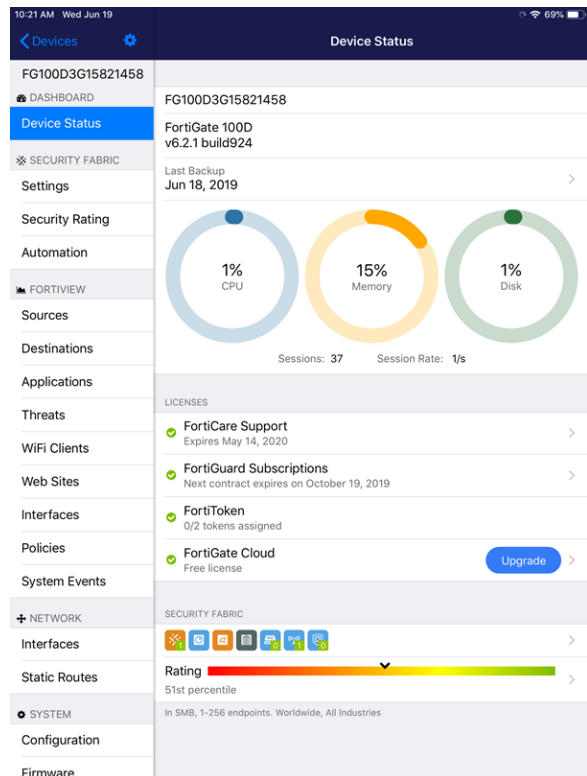 10:21 AM Wed Jun 19
69%
Devices
Device Status
FG100D3G15821458
DASHBOARD
Device Status
SECURITY FABRIC
Settings
Security Rating
Automation
FORTIVIEW
Sources
Destinations
Applications
Threats
WiFi Clients
Web Sites
Interfaces
Policies
System Events
NETWORK
Interfaces
Static Routes
SYSTEM
Configuration
Firmware
FG100D3G15821458
FortiGate 100D
v6.2.1 build924
Last Backup
Jun 18, 2019
1%
CPU
15%
Memory
1%
Disk
Sessions: 37 Session Rate: 1/s
LICENSES
FortiCare Support
Expires May 14, 2020
FortiGuard Subscriptions
Next contract expires on October 19, 2019
FortiToken
0/2 tokens assigned
FortiGate Cloud
Free license
Upgrade
SECURITY FABRIC
1 0 1 0
Rating
51st percentile
In SMB, 1-256 endpoints. Worldwide, All Industries